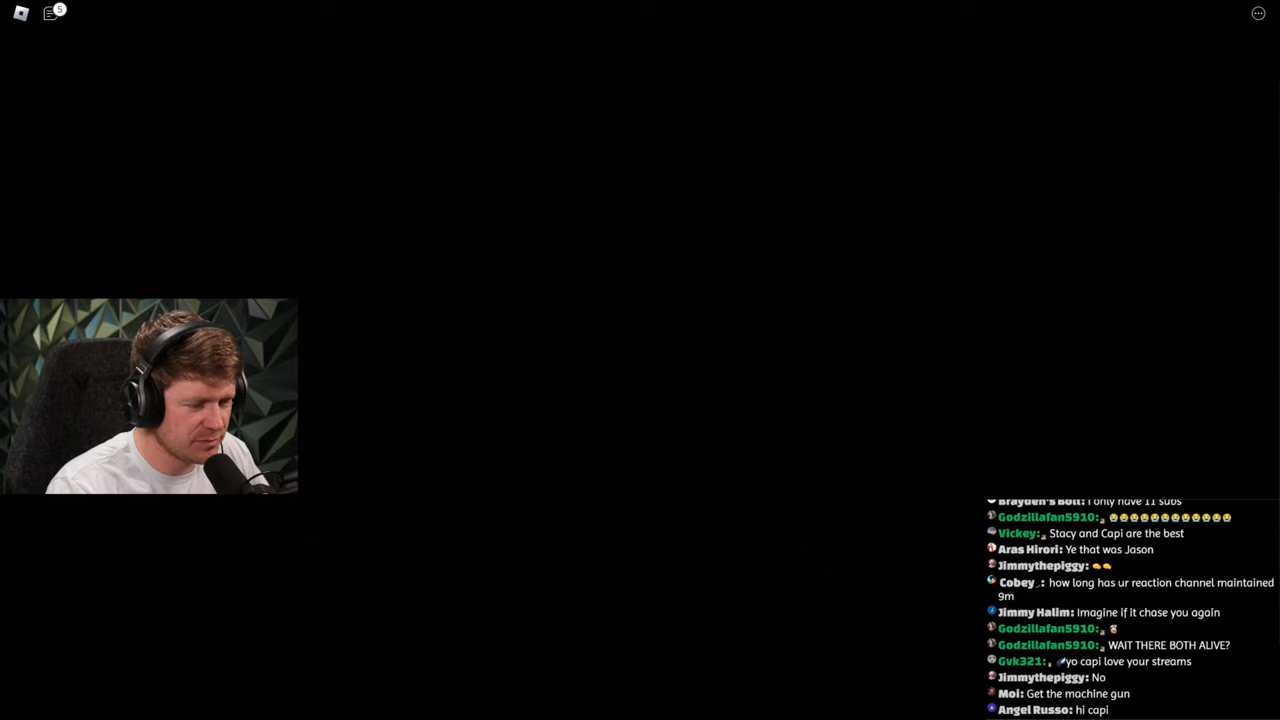 5
Brayden's Bolt: I only have 11 subs
Godzillafan5910: 😭😭😭😭😭😭😭😭😭😭😭😭
Vickey: Stacy and Capi are the best
Aras Hirori: Ye that was Jason
Jimmythepiggy:
Cobey: how long has ur reaction channel maintained
9m
Jimmy Halim: Imagine if it chase you again
Godzillafan5910:
Godzillafan5910: WAIT THERE BOTH ALIVE?
Gvk321: yo capi love your streams
Jimmythepiggy: No
Moi: Get the machine gun
Angel Russo: hi capi